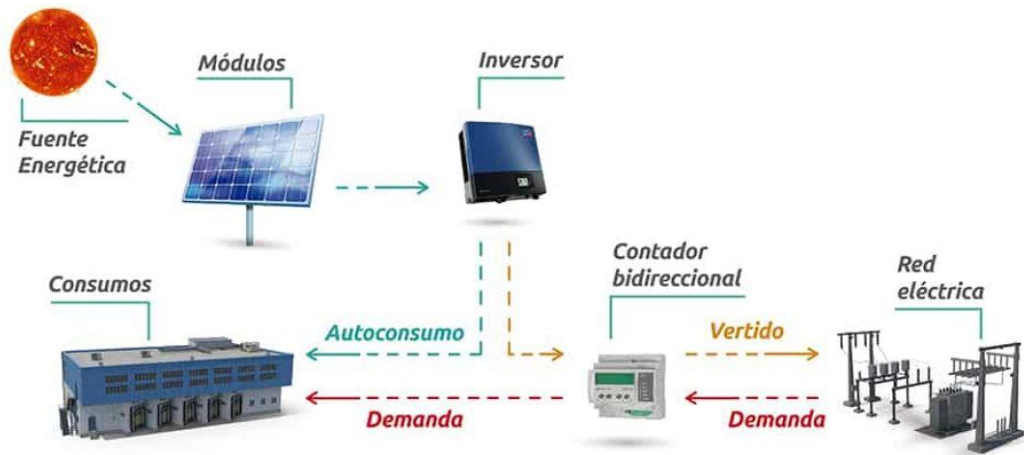 Fuente
Energética
Módulos
Inversor
Consumos
Autoconsumo
Demanda
Contador
bidireccional
Vertido
Demanda
Red
eléctrica